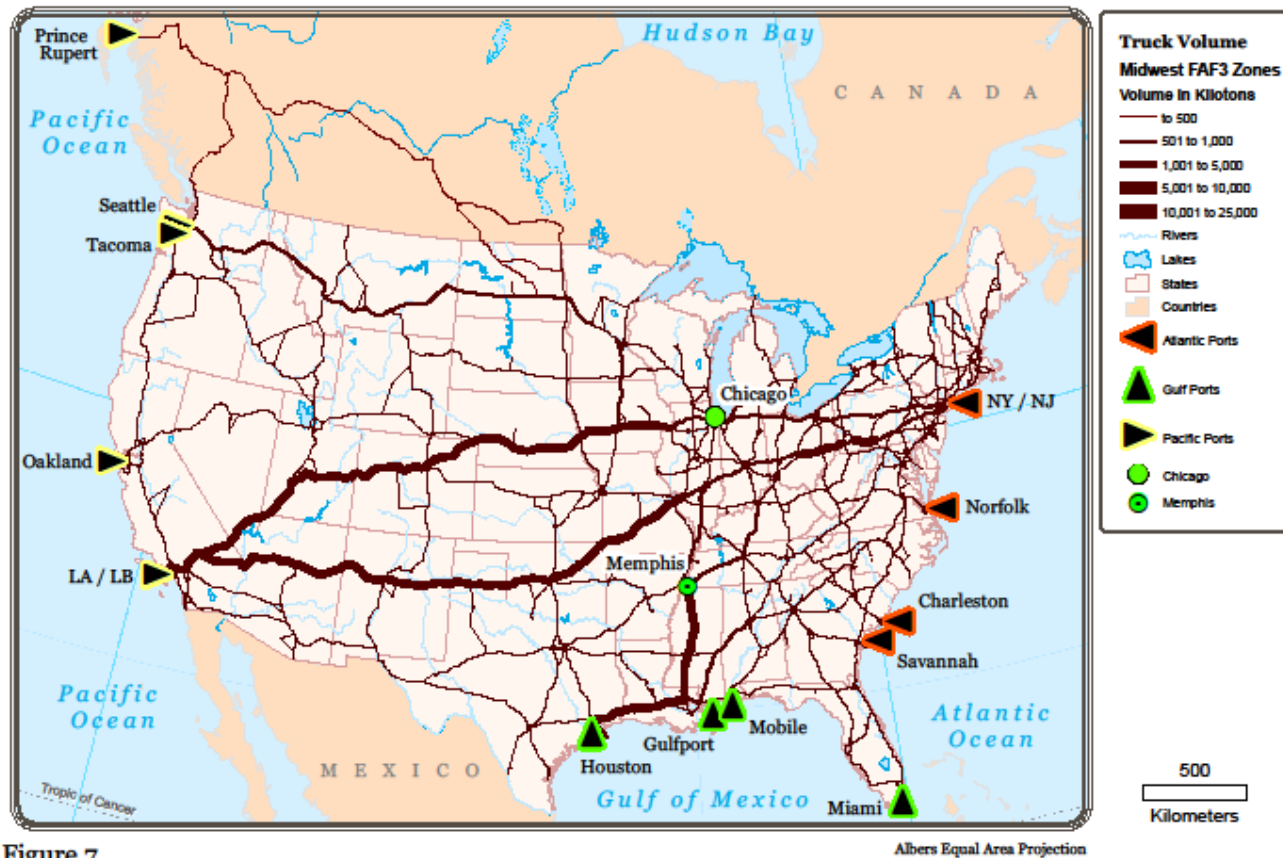 Prince
Rupert
Hudson Bay
CANADA
Pacific
Ocean
Seattle
Tacoma
Chicago
NY / NJ
Oakland
Norfolk
LA / LB
Memphis
Charleston
Savannah
Pacific
Ocean
Mobile
Gulfport
Houston
Atlantic
Ocean
MEXICO
Gulf of Mexico
Miami
Tropic of Cancer
Truck Volume
Midwest FAF3 Zones
Volume in Kilotons
to 500
501 to 1,000
1,001 to 5,000
5,001 to 10,000
10,001 to 25,000
Rivers
Lakes
States
Countries
Atlantic Ports
Gulf Ports
Pacific Ports
Chicago
Memphis
500
Kilometers
Figure 7
Albers Equal Area Projection